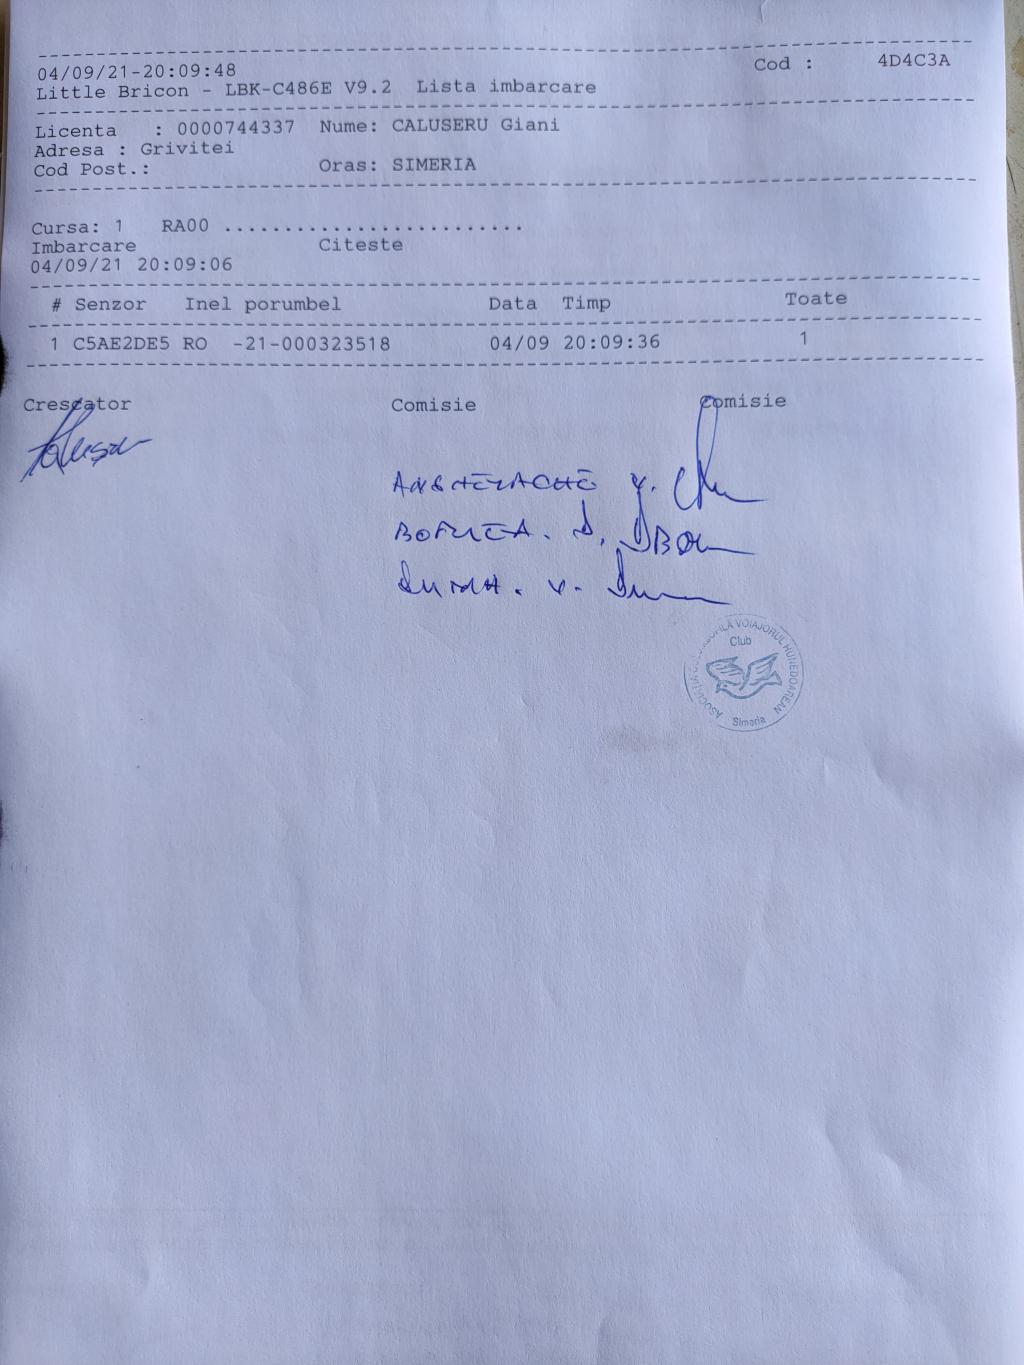 04/09/21-20:09:48 Cod : 4D4C3A
Little Bricon - LBK-C486E V9.2 Lista imbarcare
Licenta : 0000744337 Nume: CALUSERU Giani
Adresa : Grivitei
Cod Post.: Oras: SIMERIA
Cursa: 1 RA00 .........................
Imbarcare Citeste
04/09/21 20:09:06
# Senzor Inel porumbel Data Timp Toate
1 C5AE2DE5 RO -21-000323518 04/09 20:09:36 1
Crescator Comisie Comisie
BORLEA. D.
VOIAJORUL HUNEDOAREAN
Club
Simeria